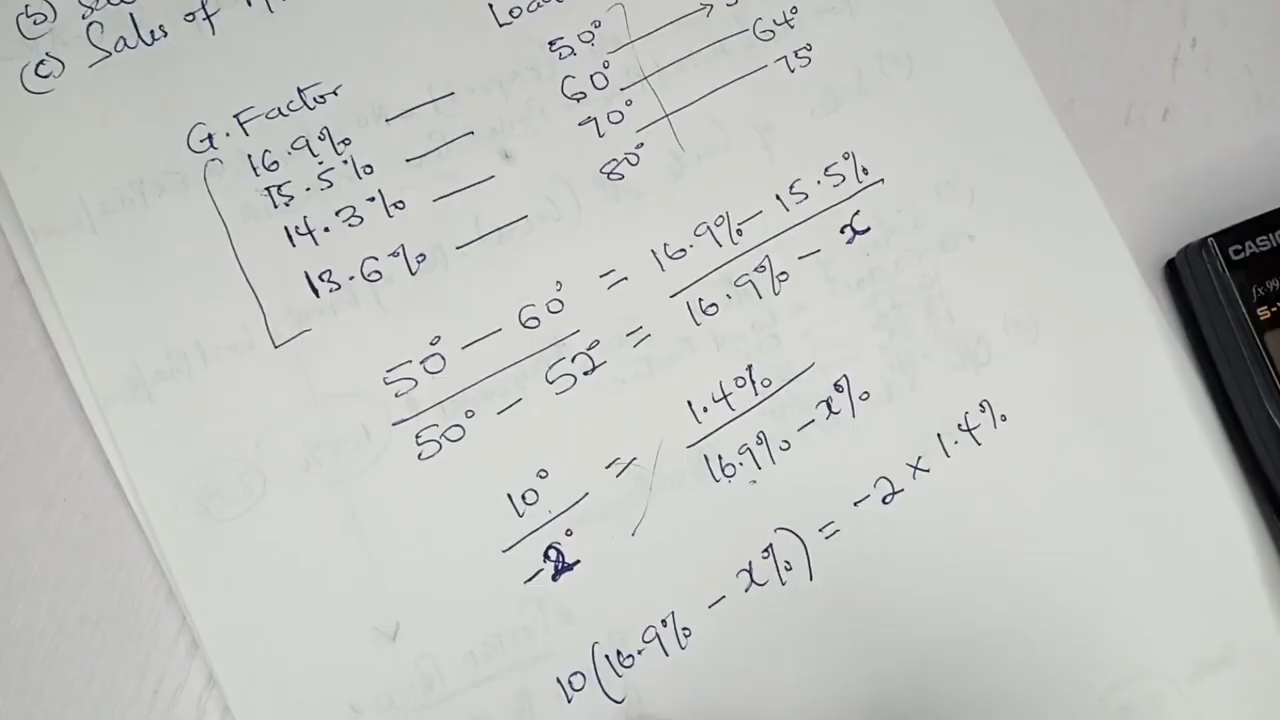 (b)
(c) Sales of
G. Factor
16.9% —
15.5% —
14.3% —
13.6% —
50°
60° 64°
70° 75°
80°
50° - 60° = 16.9% - 15.5%
50° - 52° = 16.9% - x
10° = 1.4%
-2° 16.9% - x%
10(16.9% - x%) = -2 × 1.4%
CASIO